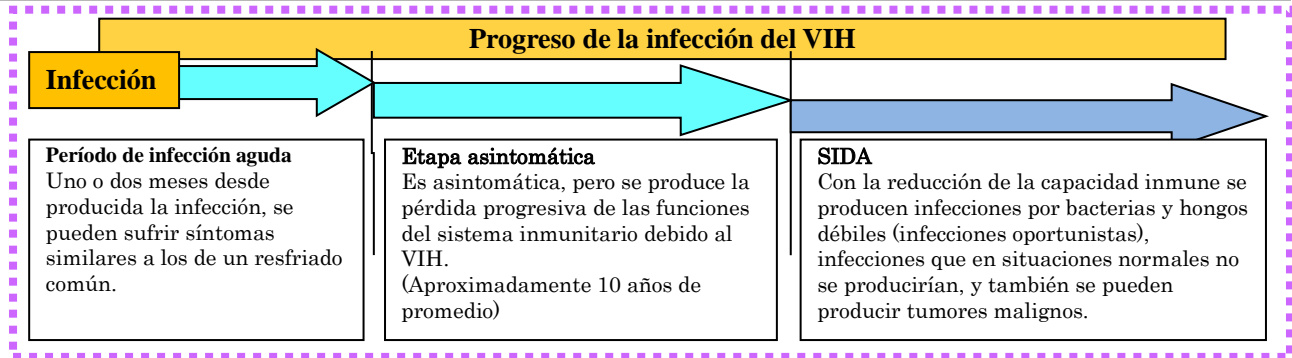 Progreso de la infección del VIH
Infección
Período de infección aguda
Uno o dos meses desde
producida la infección, se
pueden sufrir síntomas
similares a los de un resfriado
común.
Etapa asintomática
Es asintomática, pero se produce la
pérdida progresiva de las funciones
del sistema inmunitario debido al
VIH.
(Aproximadamente 10 años de
promedio)
SIDA
Con la reducción de la capacidad inmune se
producen infecciones por bacterias y hongos
débiles (infecciones oportunistas),
infecciones que en situaciones normales no
se producirían, y también se pueden
producir tumores malignos.